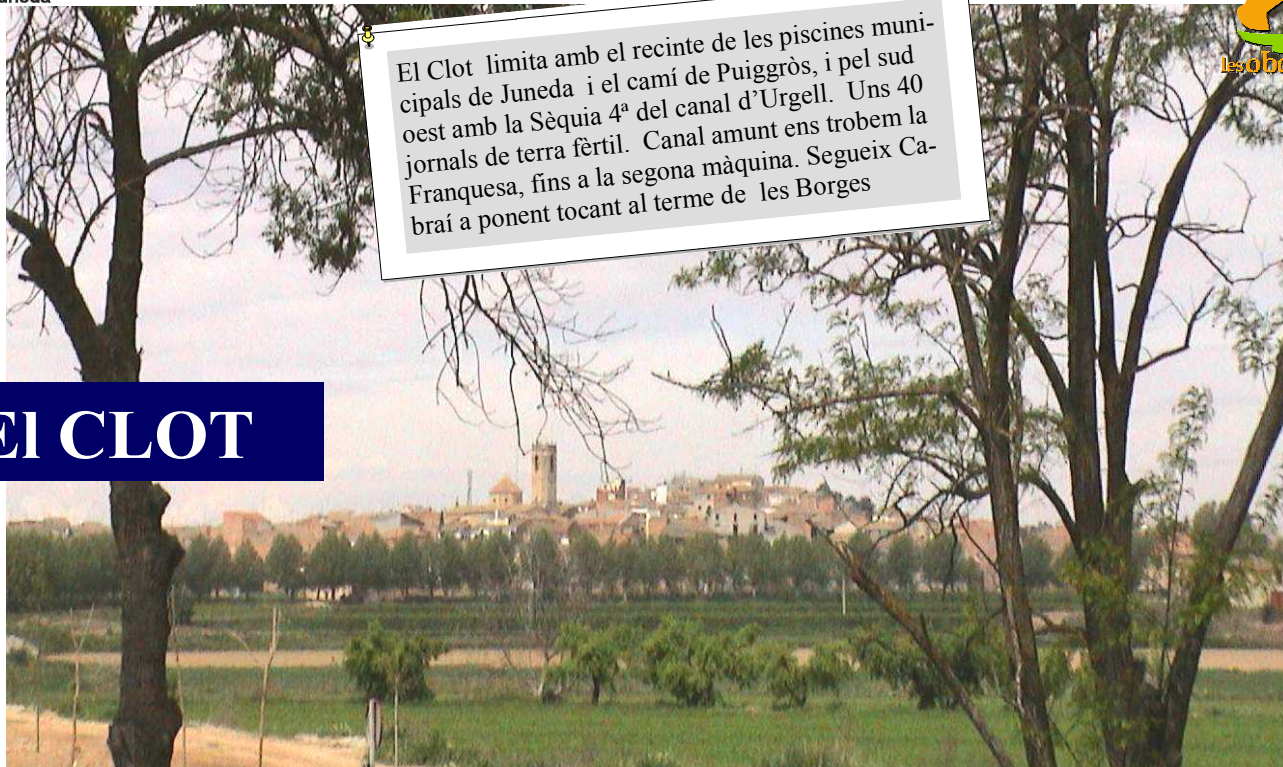 El Clot  limita amb el recinte de les piscines muni-
cipals de Juneda  i el camí de Puiggròs, i pel sud
oest amb la Sèquia 4ª del canal d’Urgell.  Uns 40
jornals de terra fèrtil.  Canal amunt ens trobem la
Franquesa, fins a la segona màquina. Segueix Ca-
braí a ponent tocant al terme de  les Borges
El CLOT